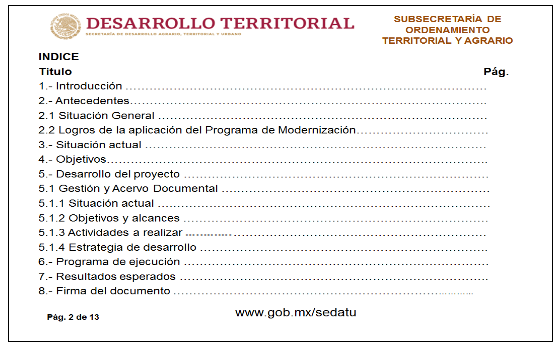 DESARROLLO TERRITORIAL
SECRETARÍA DE DESARROLLO AGRARIO, TERRITORIAL Y URBANO
SUBSECRETARÍA DE
ORDENAMIENTO
TERRITORIAL Y AGRARIO
INDICE
Título Pág.
1.- Introducción ........................................................................
2.- Antecedentes........................................................................
2.1 Situación General ........................................................................
2.2 Logros de la aplicación del Programa de Modernización........................
3.- Situación actual ........................................................................
4.- Objetivos........................................................................
5.- Desarrollo del proyecto ........................................................................
5.1 Gestión y Acervo Documental ........................................................
5.1.1 Situación actual ........................................................................
5.1.2 Objetivos y alcances ........................................................................
5.1.3 Actividades a realizar ........................................................................
5.1.4 Estrategia de desarrollo ........................................................................
6.- Programa de ejecución ........................................................................
7.- Resultados esperados ........................................................................
8.- Firma del documento ........................................................................
Pág. 2 de 13
www.gob.mx/sedatu